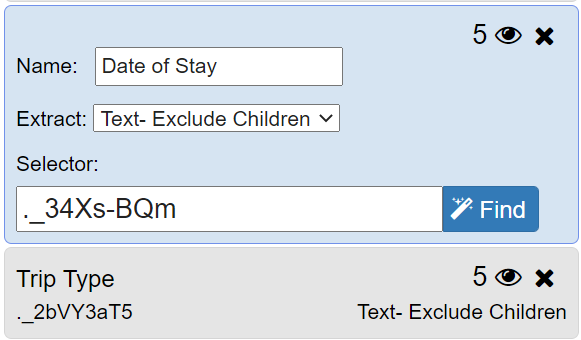 5
Name: Date of Stay
Extract: Text- Exclude Children
Selector:
._34Xs-BQm Find
Trip Type 5
._2bVY3aT5 Text- Exclude Children